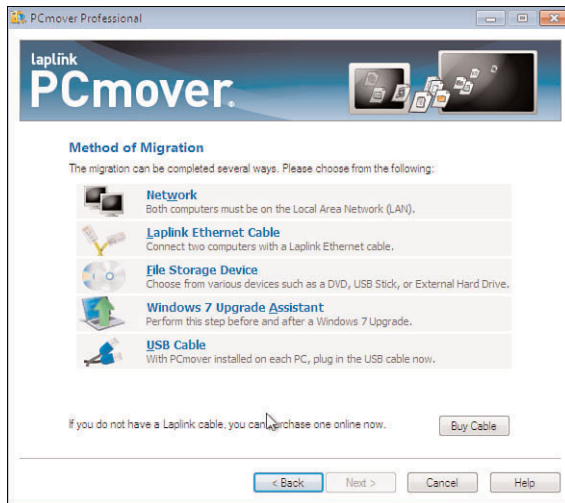 PCmover Professional
laplink
PCmover.
Method of Migration
The migration can be completed several ways. Please choose from the following:
Network
Both computers must be on the Local Area Network (LAN).
Laplink Ethernet Cable
Connect two computers with a Laplink Ethernet cable.
File Storage Device
Choose from various devices such as a DVD, USB Stick, or External Hard Drive.
Windows 7 Upgrade Assistant
Perform this step before and after a Windows 7 Upgrade.
USB Cable
With PCmover installed on each PC, plug in the USB cable now.
If you do not have a Laplink cable, you can purchase one online now.
Buy Cable
< Back
Next >
Cancel
Help